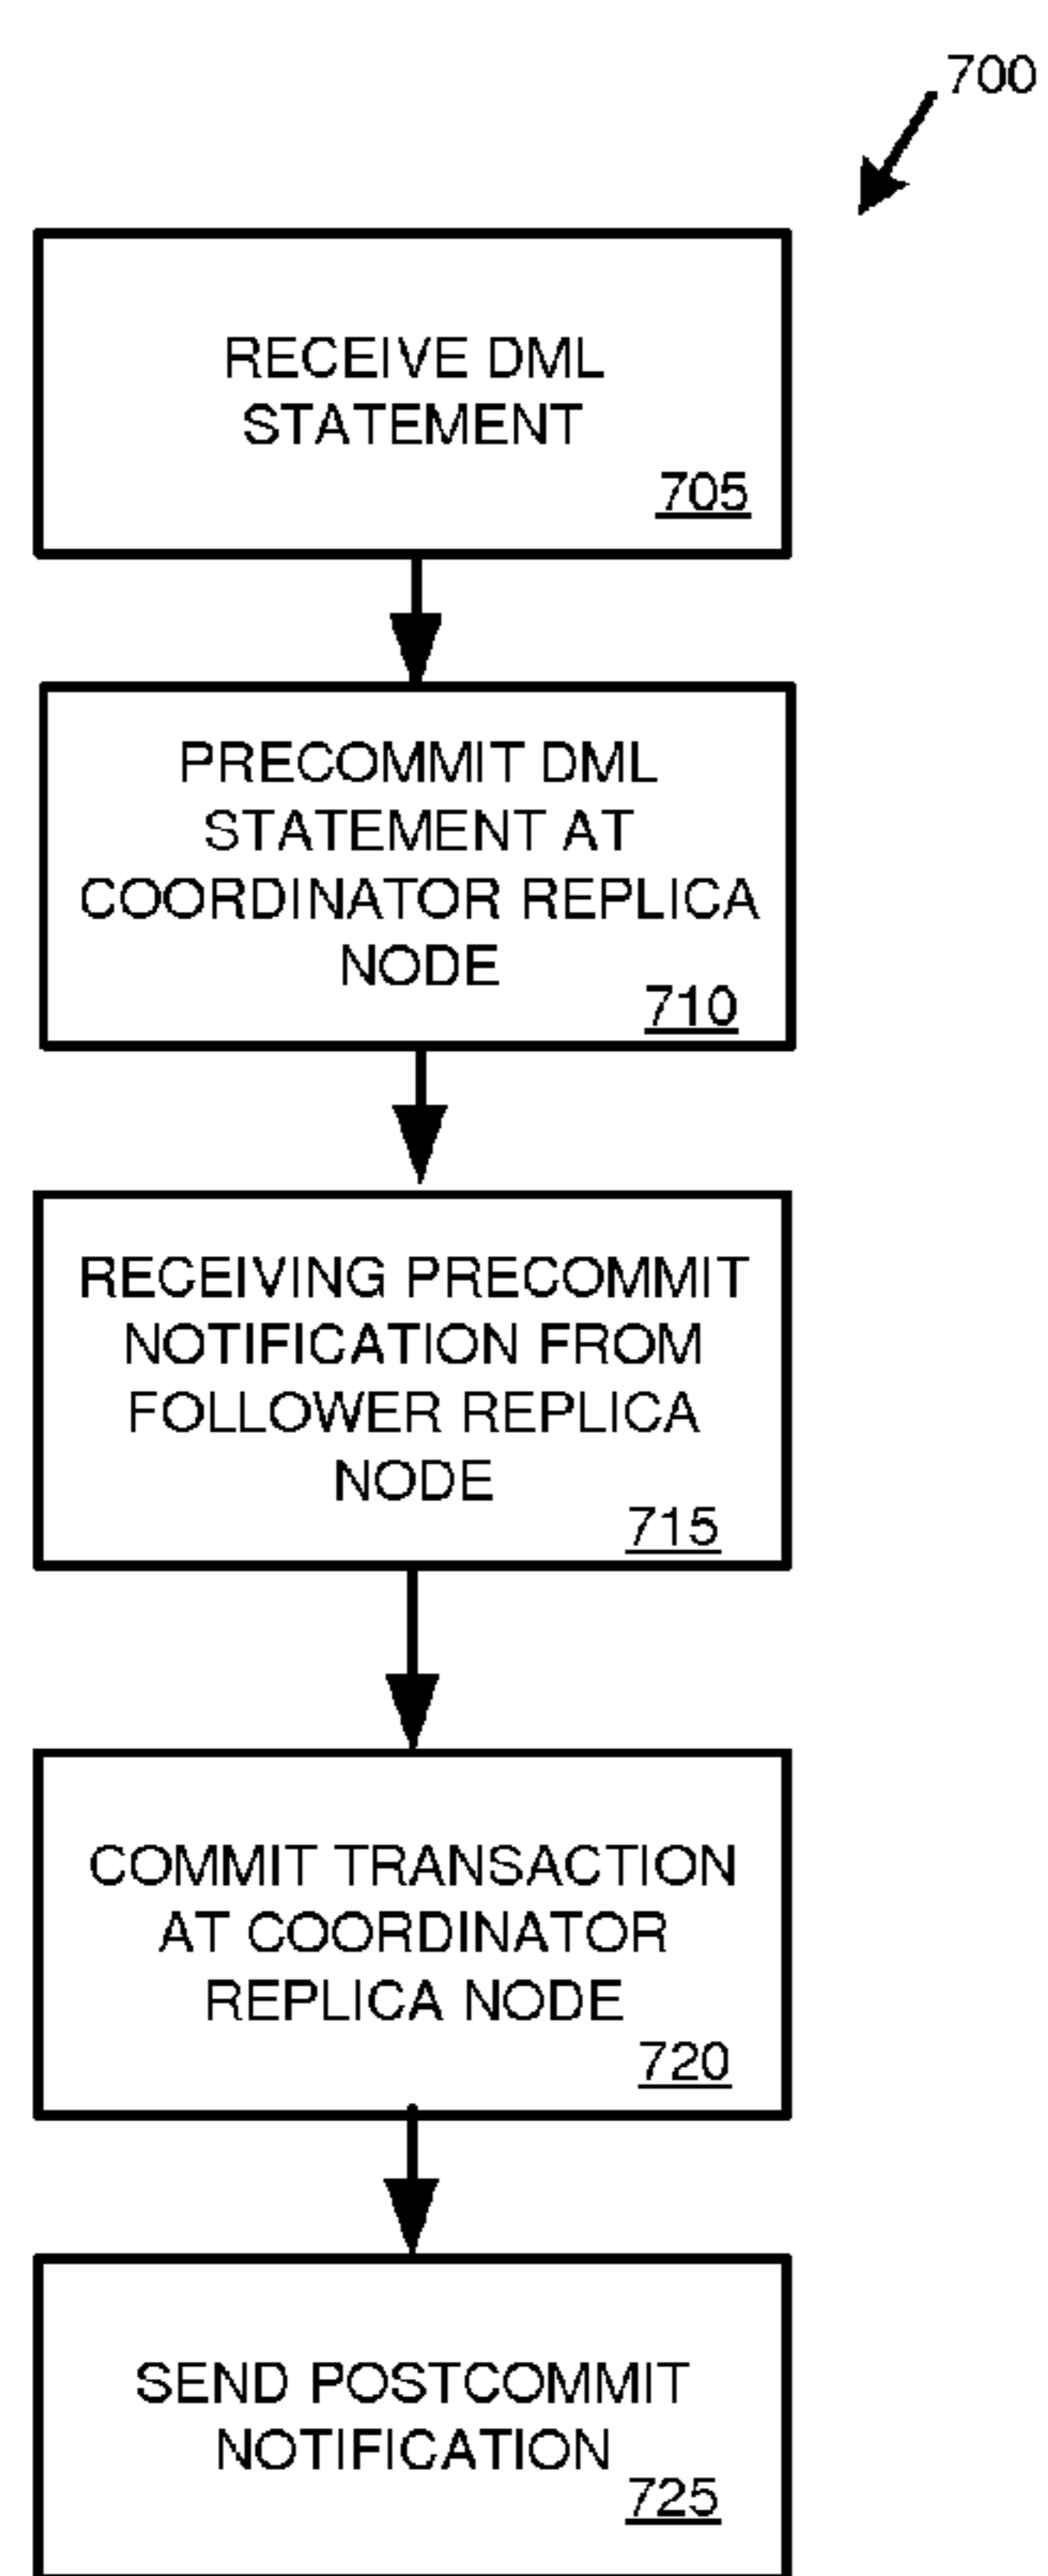 700
RECEIVE DML
STATEMENT
705
PRECOMMIT DML
STATEMENT AT
COORDINATOR REPLICA
NODE
710
RECEIVING PRECOMMIT
NOTIFICATION FROM
FOLLOWER REPLICA
NODE
715
COMMIT TRANSACTION
AT COORDINATOR
REPLICA NODE
720
SEND POSTCOMMIT
NOTIFICATION
725